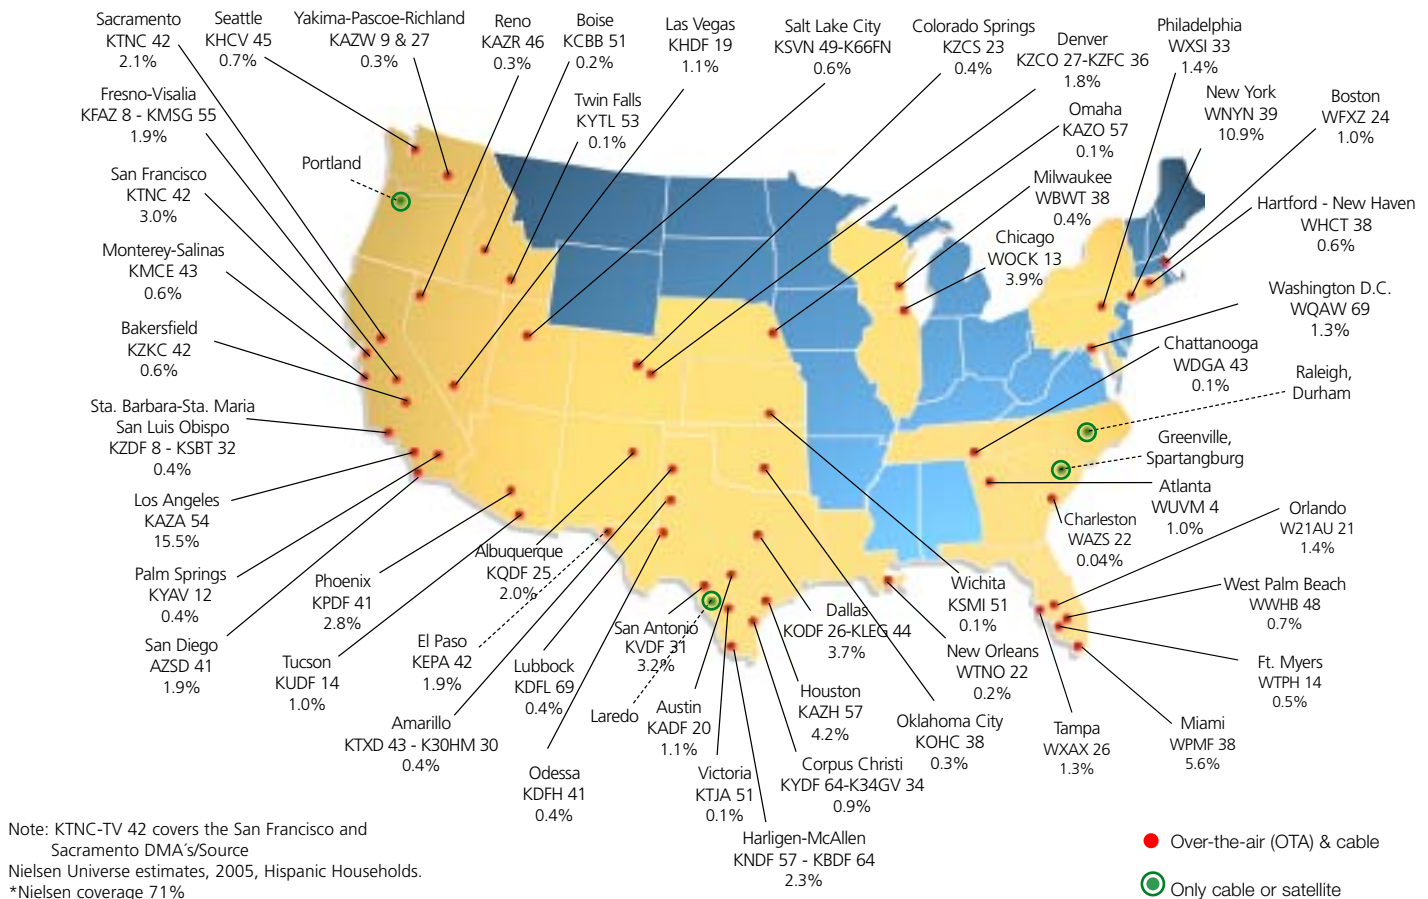 Sacramento
KTNC 42
2.1%
Seattle
KHCV 45
0.7%
Yakima-Pascoe-Richland
KAZW 9 & 27
0.3%
Reno
KAZR 46
0.3%
Boise
KCBB 51
0.2%
Las Vegas
KHDF 19
1.1%
Salt Lake City
KSVN 49-K66FN
0.6%
Colorado Springs
KZCS 23
0.4%
Denver
KZCO 27-KZFC 36
1.8%
Philadelphia
WXSI 33
1.4%
New York
WNYN 39
10.9%
Boston
WFXZ 24
1.0%
Fresno-Visalia
KFAZ 8 - KMSG 55
1.9%
Twin Falls
KYTL 53
0.1%
Omaha
KAZO 57
0.1%
Portland
San Francisco
KTNC 42
3.0%
Milwaukee
WBWT 38
0.4%
Hartford - New Haven
WHCT 38
0.6%
Chicago
WOCK 13
3.9%
Monterey-Salinas
KMCE 43
0.6%
Washington D.C.
WQAW 69
1.3%
Bakersfield
KZKC 42
0.6%
Chattanooga
WDGA 43
0.1%
Raleigh,
Durham
Sta. Barbara-Sta. Maria
San Luis Obispo
KZDF 8 - KSBT 32
0.4%
Greenville,
Spartangburg
Los Angeles
KAZA 54
15.5%
Atlanta
WUVM 4
1.0%
Charleston
WAZS 22
0.04%
Orlando
W21AU 21
1.4%
Palm Springs
KYAV 12
0.4%
Phoenix
KPDF 41
2.8%
Albuquerque
KQDF 25
2.0%
Wichita
KSMI 51
0.1%
West Palm Beach
WWHB 48
0.7%
San Diego
AZSD 41
1.9%
Tucson
KUDF 14
1.0%
El Paso
KEPA 42
1.9%
Lubbock
KDFL 69
0.4%
San Antonio
KVDF 31
3.2%
Dallas
KODF 26-KLEG 44
3.7%
New Orleans
WTNO 22
0.2%
Ft. Myers
WTPH 14
0.5%
Laredo
Austin
KADF 20
1.1%
Houston
KAZH 57
4.2%
Oklahoma City
KOHC 38
0.3%
Tampa
WXAX 26
1.3%
Miami
WPMF 38
5.6%
Amarillo
KTXD 43 - K30HM 30
0.4%
Odessa
KDFH 41
0.4%
Victoria
KTJA 51
0.1%
Corpus Christi
KYDF 64-K34GV 34
0.9%
Harligen-McAllen
KNDF 57 - KBDF 64
2.3%
Note: KTNC-TV 42 covers the San Francisco and
Sacramento DMA´s/Source
Nielsen Universe estimates, 2005, Hispanic Households.
*Nielsen coverage 71%
Over-the-air (OTA) & cable
Only cable or satellite